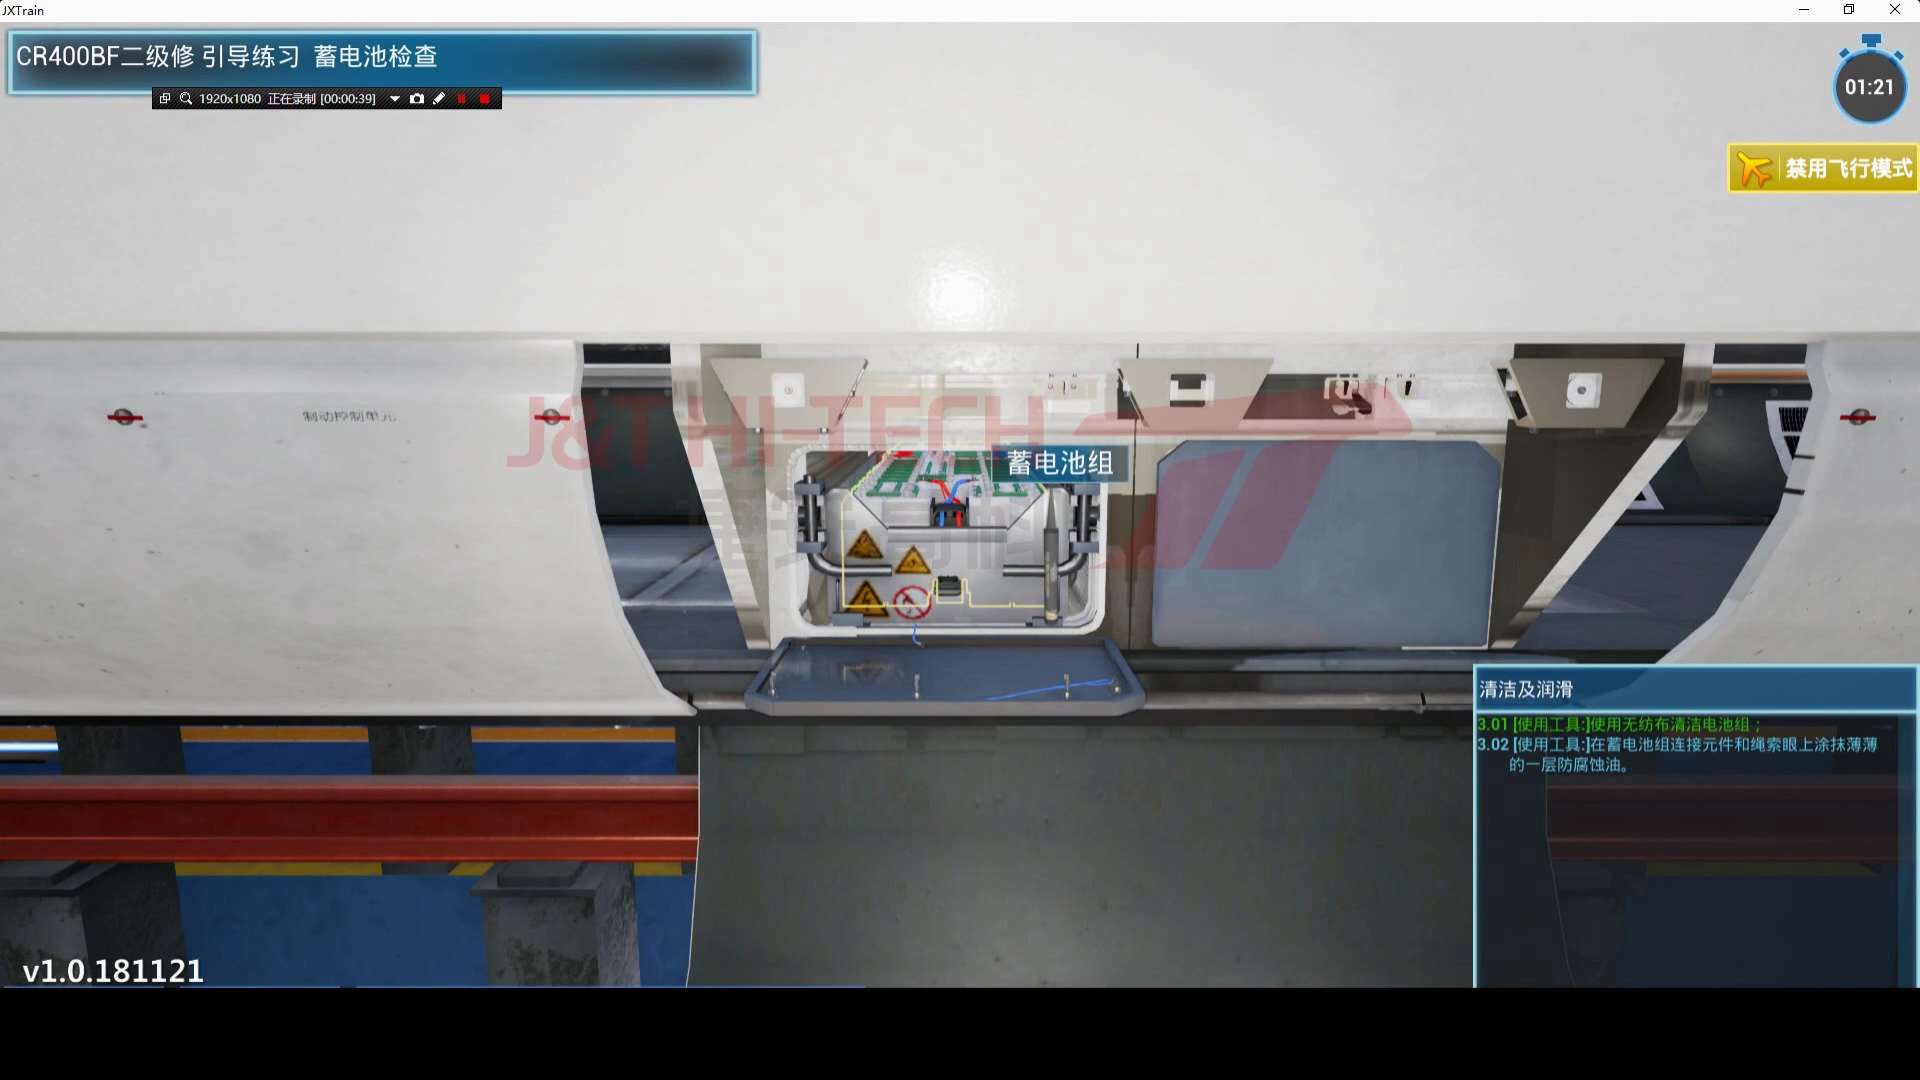 JXTrain
CR400BF二级修 引导练习 蓄电池检查
1920x1080 正在录制 [00:00:39]
01:21
禁用飞行模式
制动控制单元
J&T HI-TECH
蓄电池组
清洁及润滑
3.01 [使用工具:]使用无纺布清洁电池组；
3.02 [使用工具:]在蓄电池组连接元件和绳索眼上涂抹薄薄
的一层防腐蚀油。
v1.0.181121